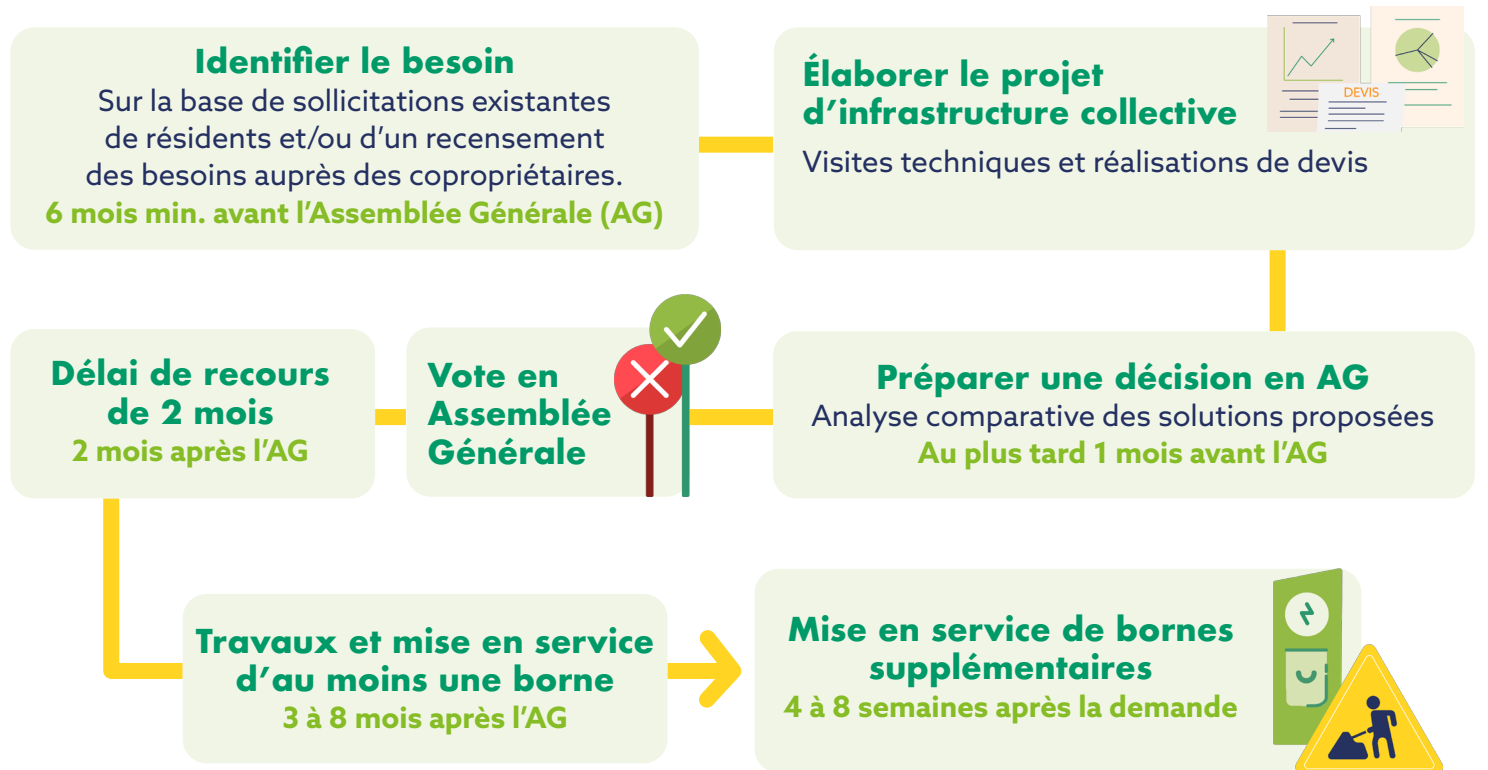 Identifier le besoin
Sur la base de sollicitations existantes
de résidents et/ou d’un recensement
des besoins auprès des copropriétaires.
6 mois min. avant l’Assemblée Générale (AG)
Élaborer le projet
d’infrastructure collective
Visites techniques et réalisations de devis
DEVIS
Préparer une décision en AG
Analyse comparative des solutions proposées
Au plus tard 1 mois avant l’AG
Vote en
Assemblée
Générale
Délai de recours
de 2 mois
2 mois après l’AG
Travaux et mise en service
d’au moins une borne
3 à 8 mois après l’AG
Mise en service de bornes
supplémentaires
4 à 8 semaines après la demande